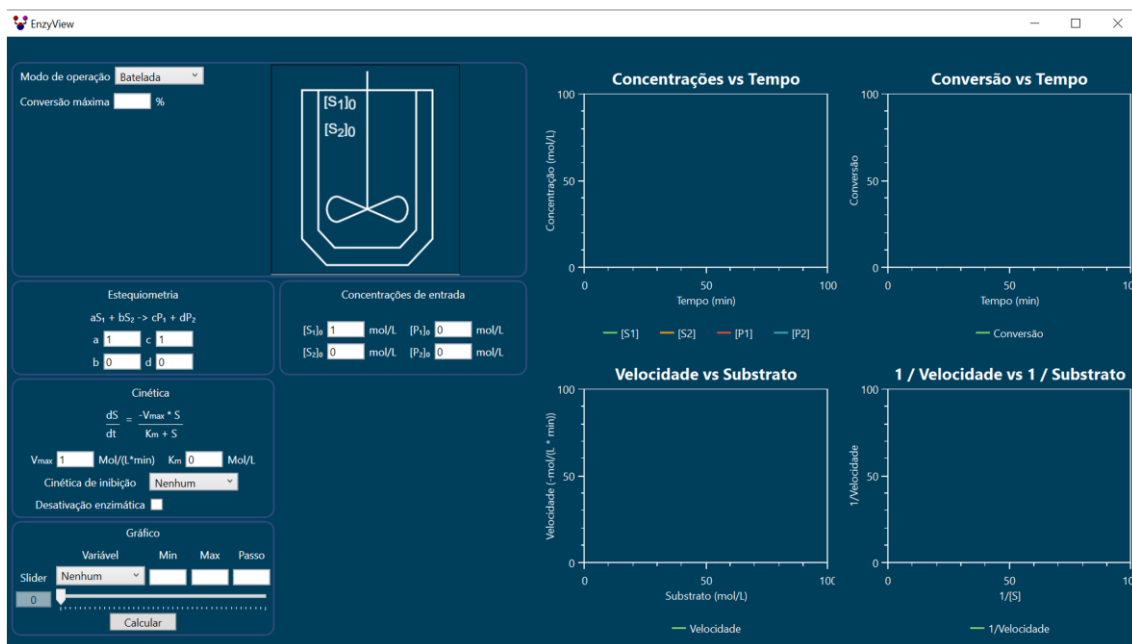 EnzyView
Modo de operação Batelada
Conversão máxima %
[S₁]₀
[S₂]₀
Estequiometria
aS₁ + bS₂ -> cP₁ + dP₂
a 1 c 1
b 0 d 0
Concentrações de entrada
[S₁]₀ 1 mol/L [P₁]₀ 0 mol/L
[S₂]₀ 0 mol/L [P₂]₀ 0 mol/L
Cinética
dS/dt = -Vmax * S / Km + S
Vmax 1 Mol/(L*min) Km 0 Mol/L
Cinética de inibição Nenhum
Desativação enzimática
Gráfico
Variável Min Max Passo
Slider Nenhum
0
Calcular
Concentrações vs Tempo
Concentração (mol/L)
100
50
0
0 50 100
Tempo (min)
[S1] [S2] [P1] [P2]
Conversão vs Tempo
Conversão
100
50
0
0 50 10
Tempo (min)
Conversão
Velocidade vs Substrato
Velocidade (-mol/(L * min))
100
50
0
0 50 100
Substrato (mol/L)
Velocidade
1 / Velocidade vs 1 / Substrato
1/Velocidade
100
50
0
0 50 10
1/[S]
1/Velocidade